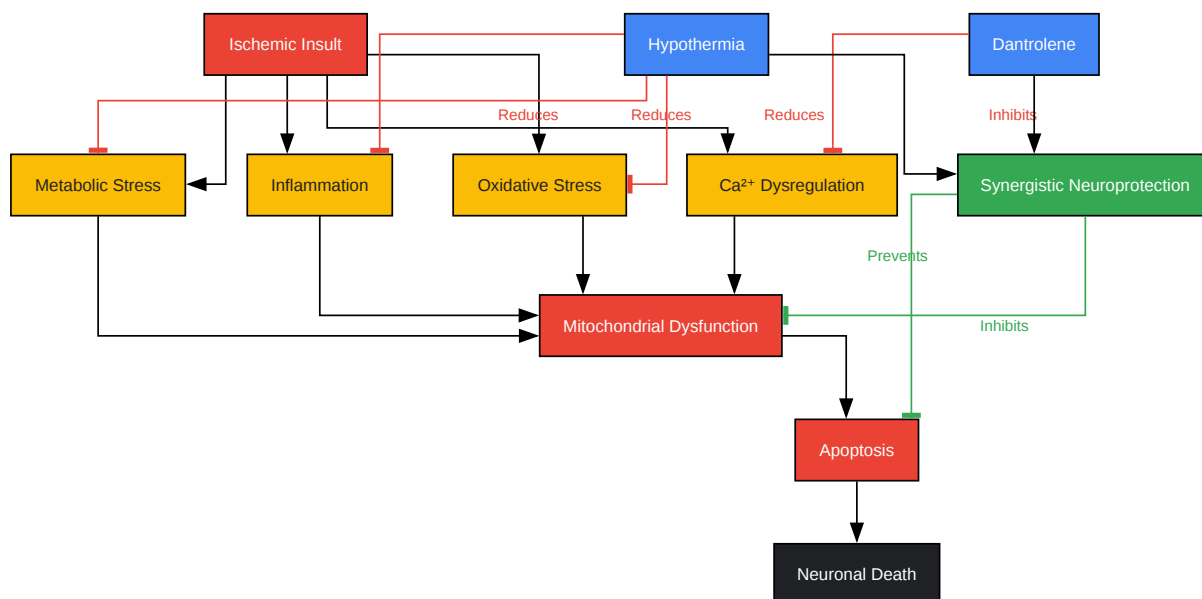 Ischemic Insult
Hypothermia
Dantrolene
Reduces
Reduces
Reduces
Inhibits
Metabolic Stress
Inflammation
Oxidative Stress
Ca²⁺ Dysregulation
Synergistic Neuroprotection
Prevents
Mitochondrial Dysfunction
Inhibits
Apoptosis
Neuronal Death